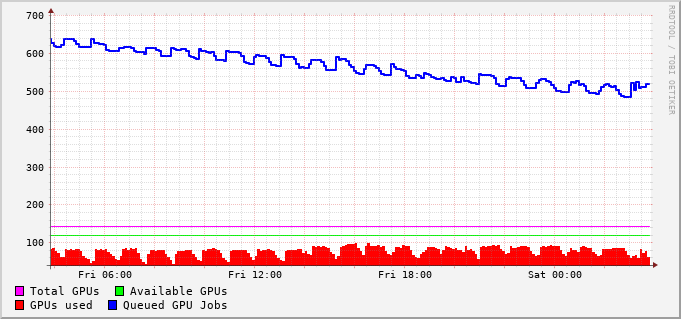 700
600
500
400
300
200
100
Fri 06:00 Fri 12:00 Fri 18:00 Sat 00:00
Total GPUs Available GPUs
GPUs used Queued GPU Jobs
RRDTOOL / TOBI OETIKER